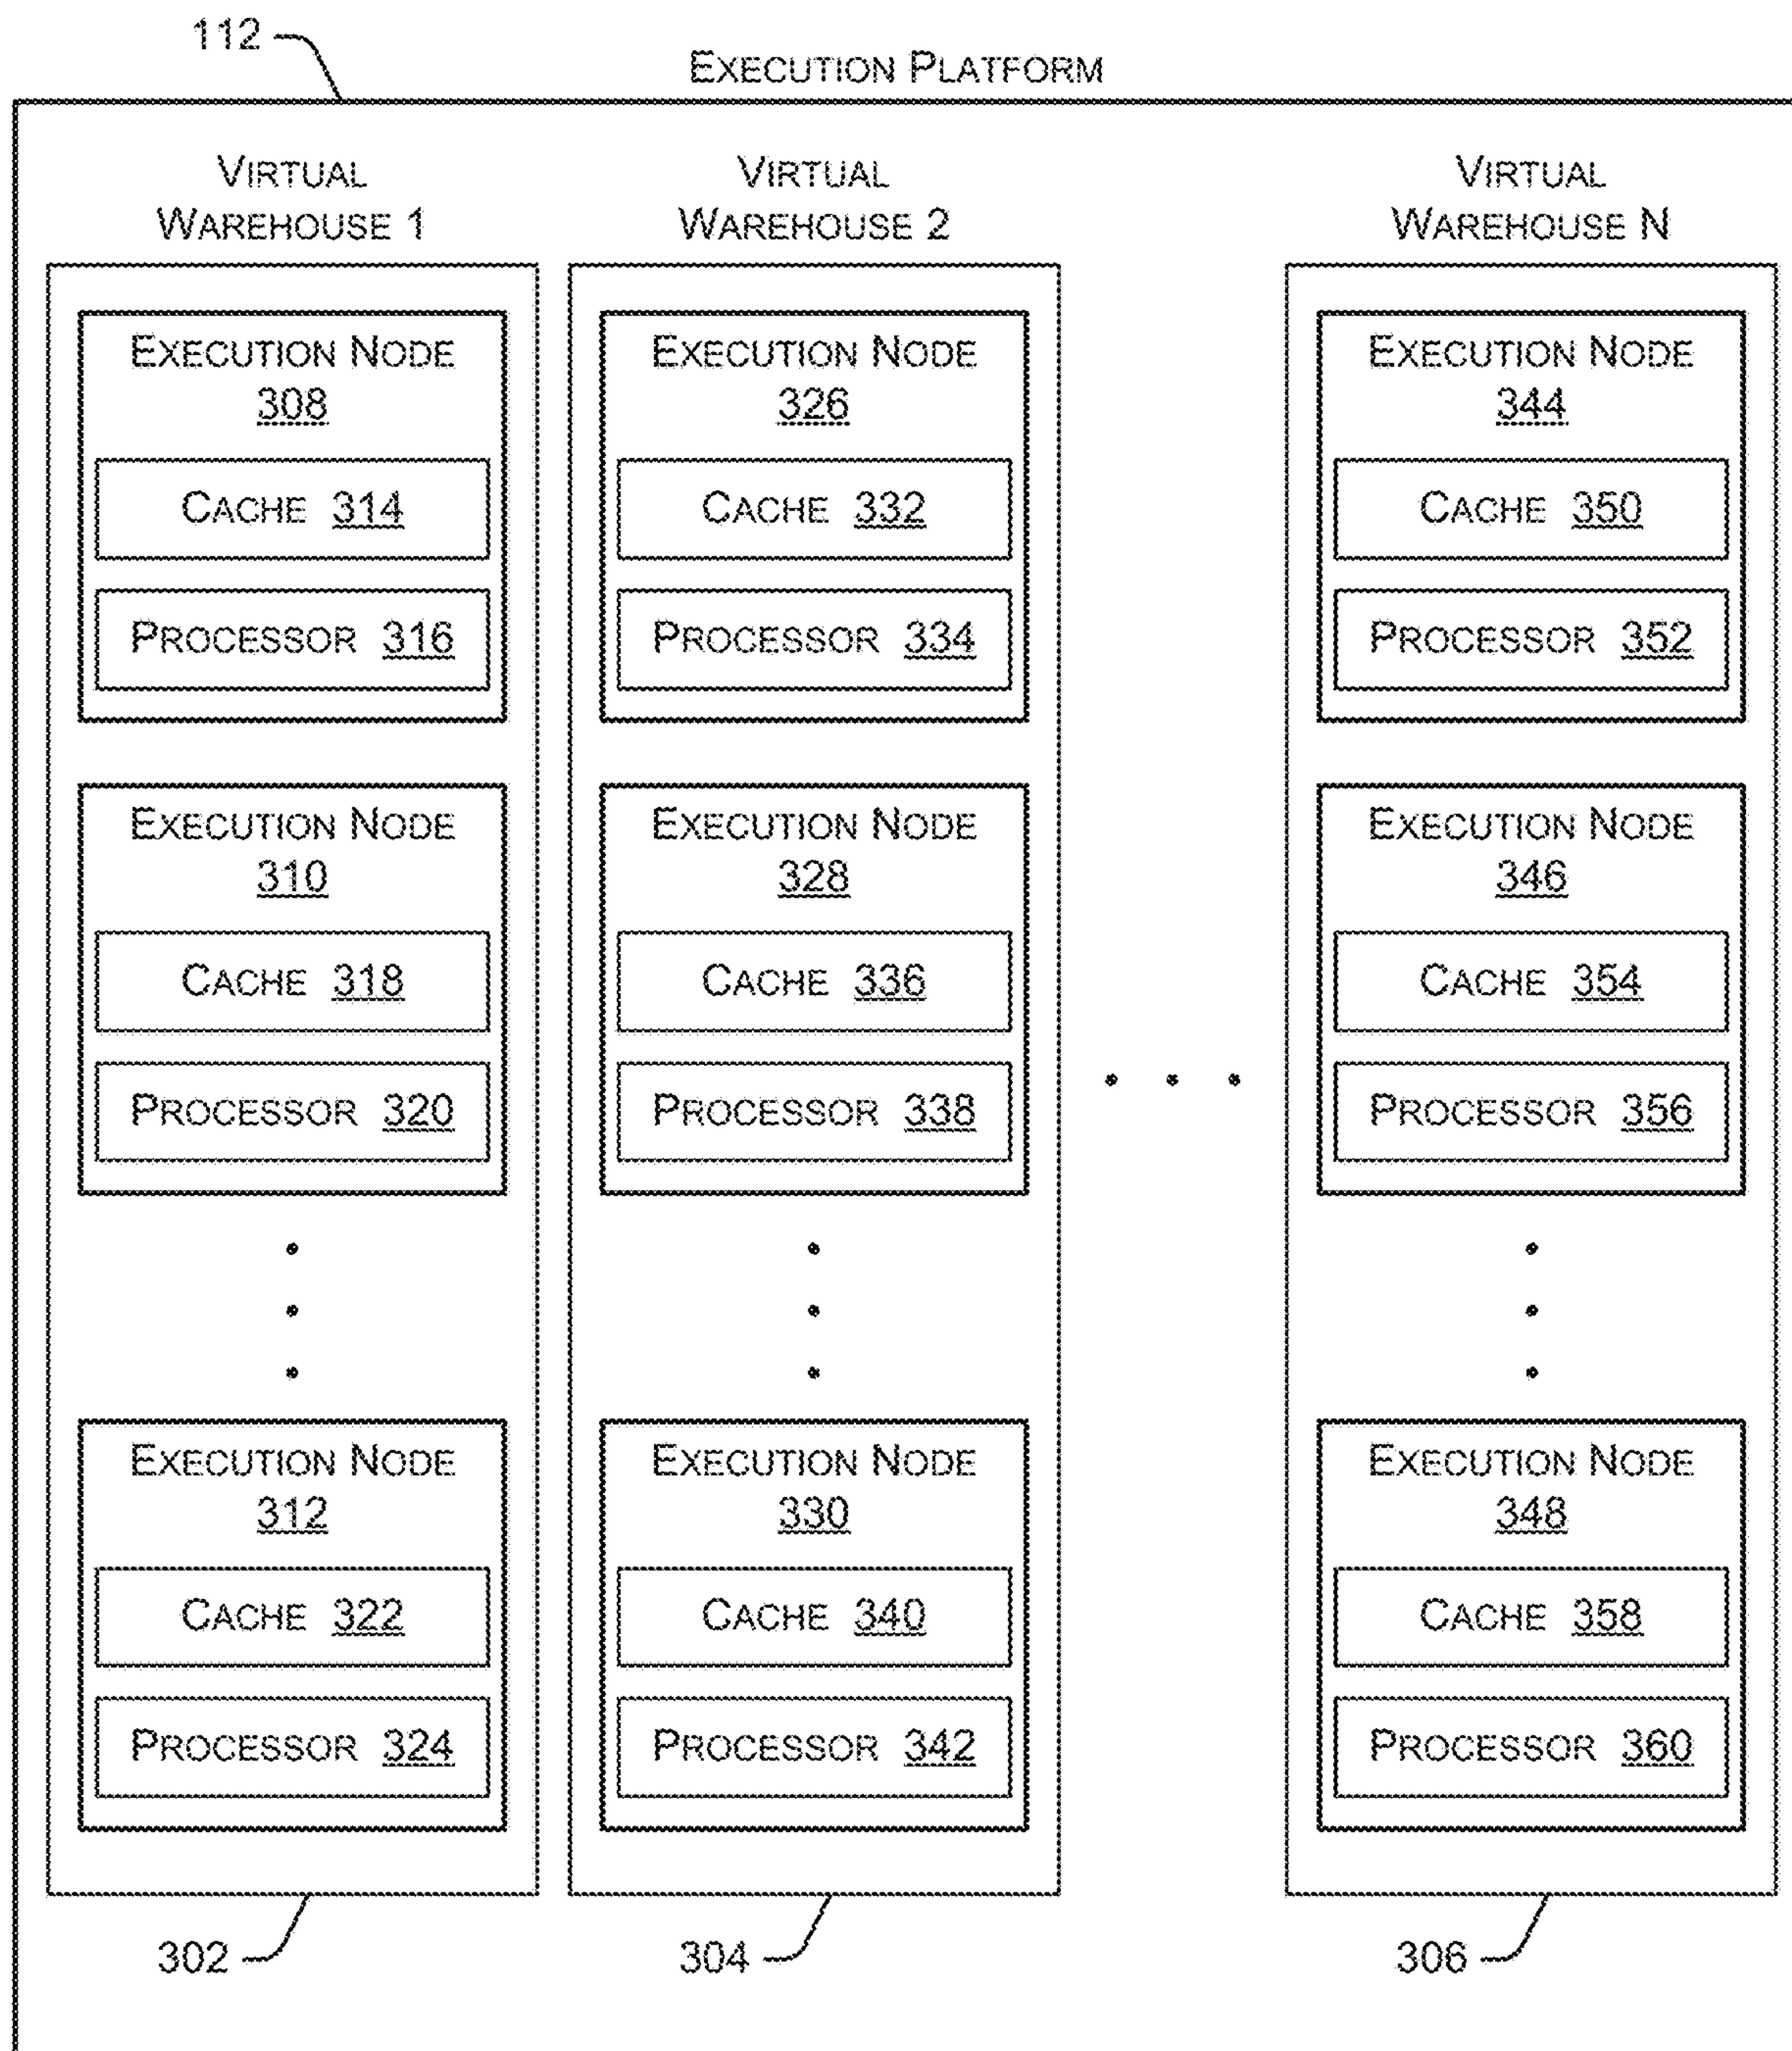 112
EXECUTION PLATFORM
VIRTUAL
WAREHOUSE 1
EXECUTION NODE
308
CACHE 314
PROCESSOR 316
EXECUTION NODE
310
CACHE 318
PROCESSOR 320
EXECUTION NODE
312
CACHE 322
PROCESSOR 324
302
VIRTUAL
WAREHOUSE 2
EXECUTION NODE
326
CACHE 332
PROCESSOR 334
EXECUTION NODE
328
CACHE 336
PROCESSOR 338
EXECUTION NODE
330
CACHE 340
PROCESSOR 342
304
VIRTUAL
WAREHOUSE N
EXECUTION NODE
344
CACHE 350
PROCESSOR 352
EXECUTION NODE
346
CACHE 354
PROCESSOR 356
EXECUTION NODE
348
CACHE 358
PROCESSOR 360
306